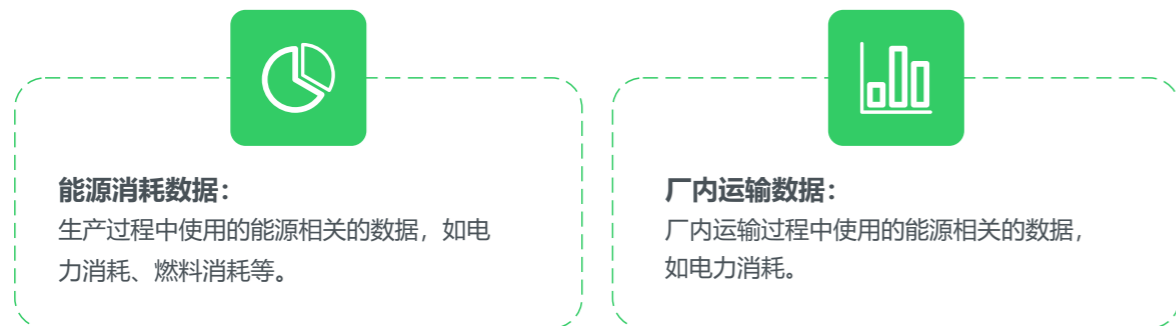 能源消耗数据：
生产过程中使用的能源相关的数据，如电
力消耗、燃料消耗等。
厂内运输数据：
厂内运输过程中使用的能源相关的数据，
如电力消耗。